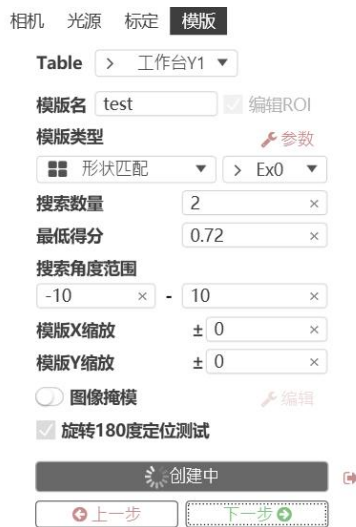 相机 光源 标定 模版
Table > 工作台Y1
模版名 test 编辑ROI
模版类型 参数
形状匹配 > Ex0
搜索数量 2 ×
最低得分 0.72 ×
搜索角度范围
-10 × - 10 ×
模版X缩放 ± 0 ×
模版Y缩放 ± 0 ×
图像掩模 编辑
旋转180度定位测试
创建中
上一步 下一步